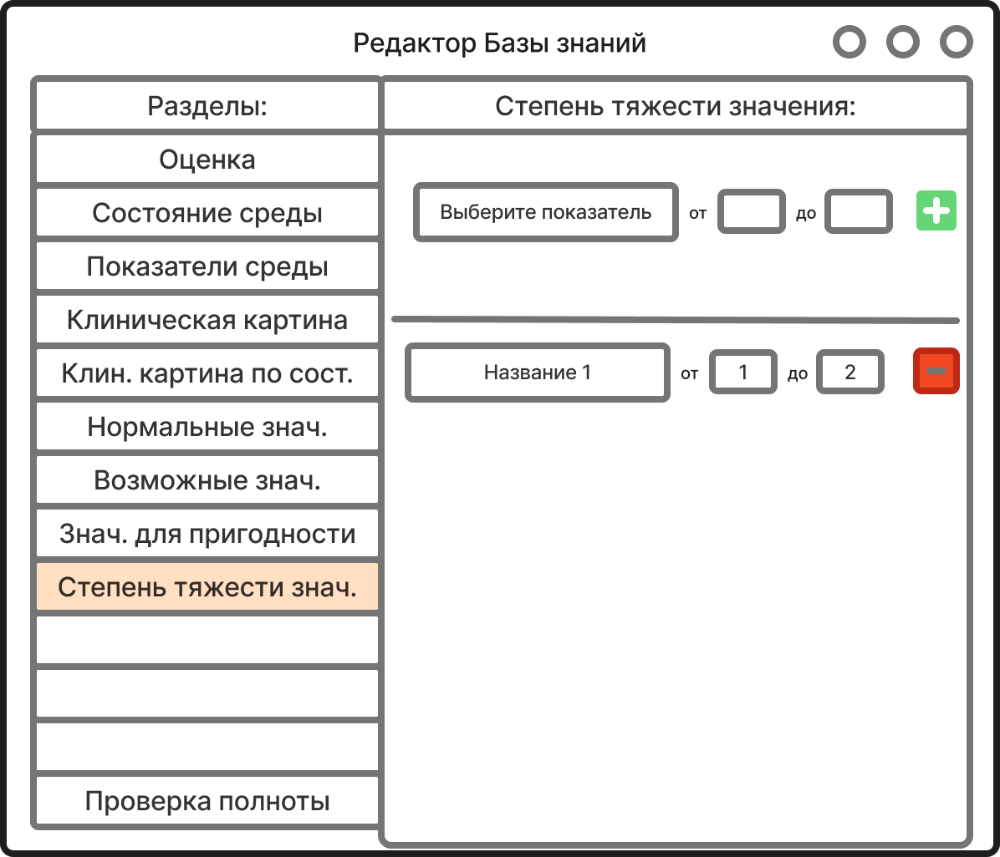 Редактор Базы знаний
Разделы:
Оценка
Состояние среды
Показатели среды
Клиническая картина
Клин. картина по сост.
Нормальные знач.
Возможные знач.
Знач. для пригодности
Степень тяжести знач.
Проверка полноты
Степень тяжести значения:
Выберите показатель от до
Название 1 от 1 до 2